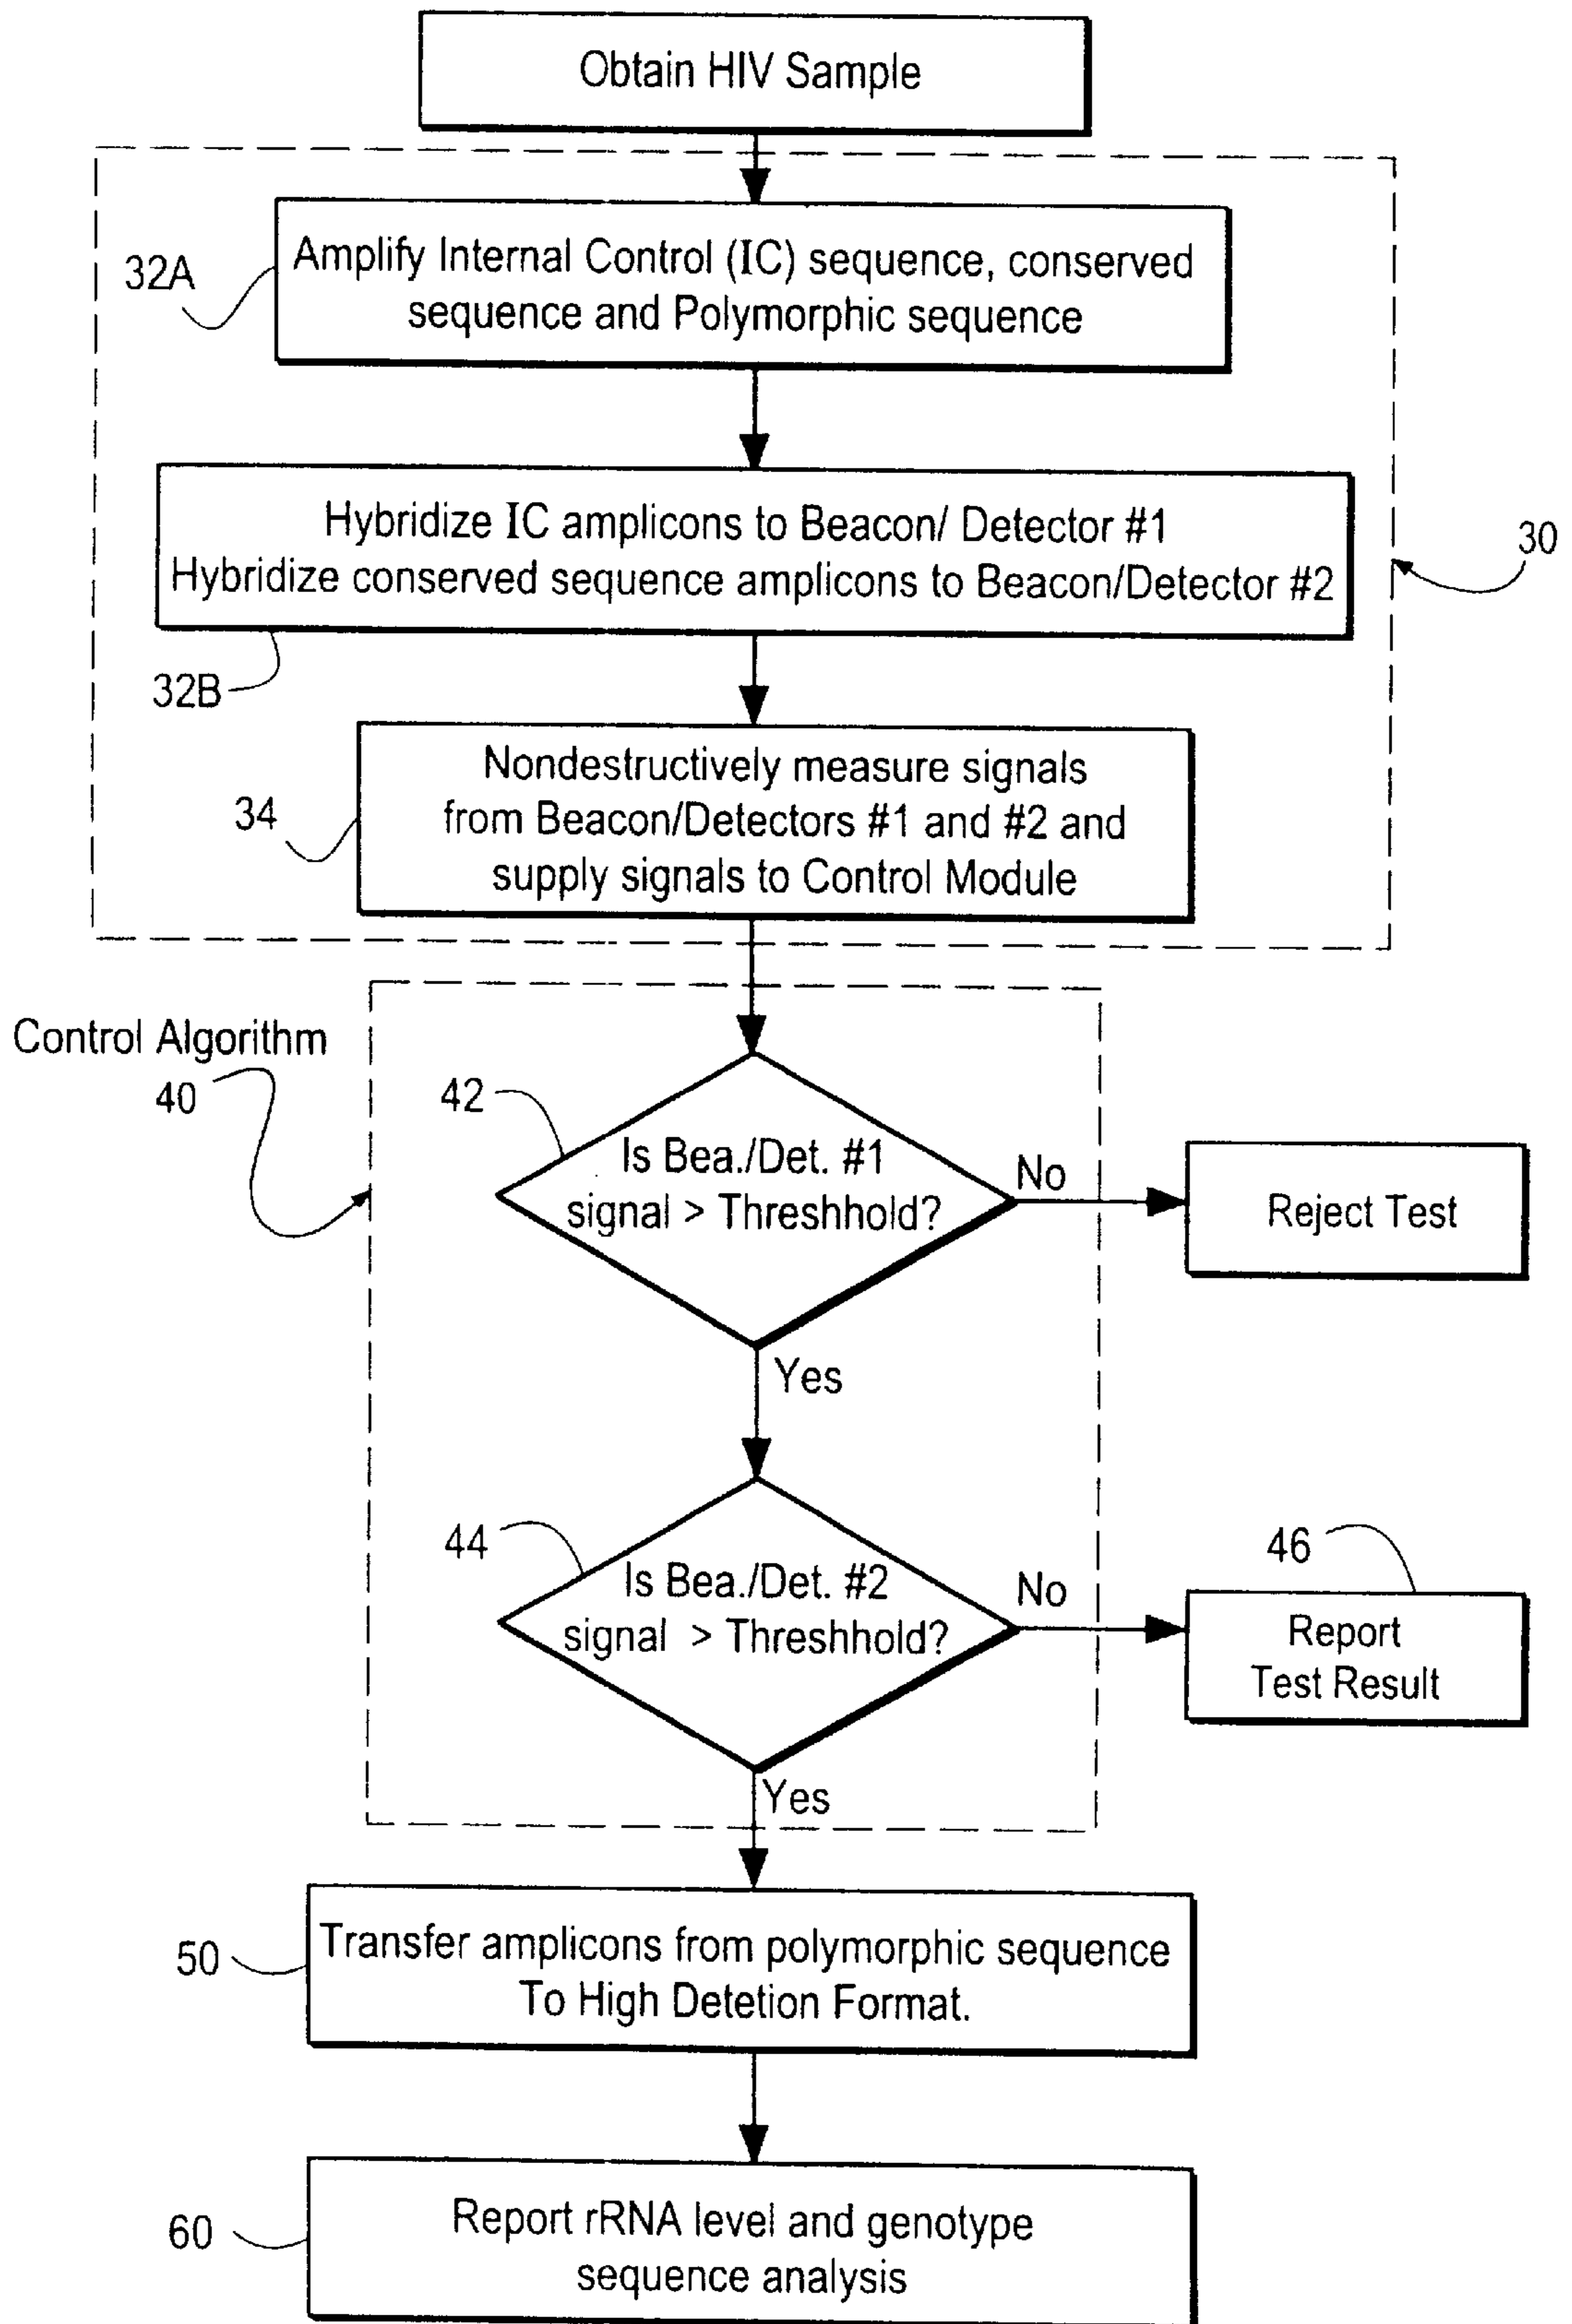 Obtain HIV Sample
32A
Amplify Internal Control (IC) sequence, conserved
sequence and Polymorphic sequence
Hybridize IC amplicons to Beacon/ Detector #1
Hybridize conserved sequence amplicons to Beacon/Detector #2
30
32B
34
Nondestructively measure signals
from Beacon/Detectors #1 and #2 and
supply signals to Control Module
Control Algorithm
40
42
Is Bea./Det. #1
signal > Threshhold?
No
Reject Test
Yes
44
Is Bea./Det. #2
signal > Threshhold?
No
46
Report
Test Result
Yes
50
Transfer amplicons from polymorphic sequence
To High Detetion Format.
60
Report rRNA level and genotype
sequence analysis